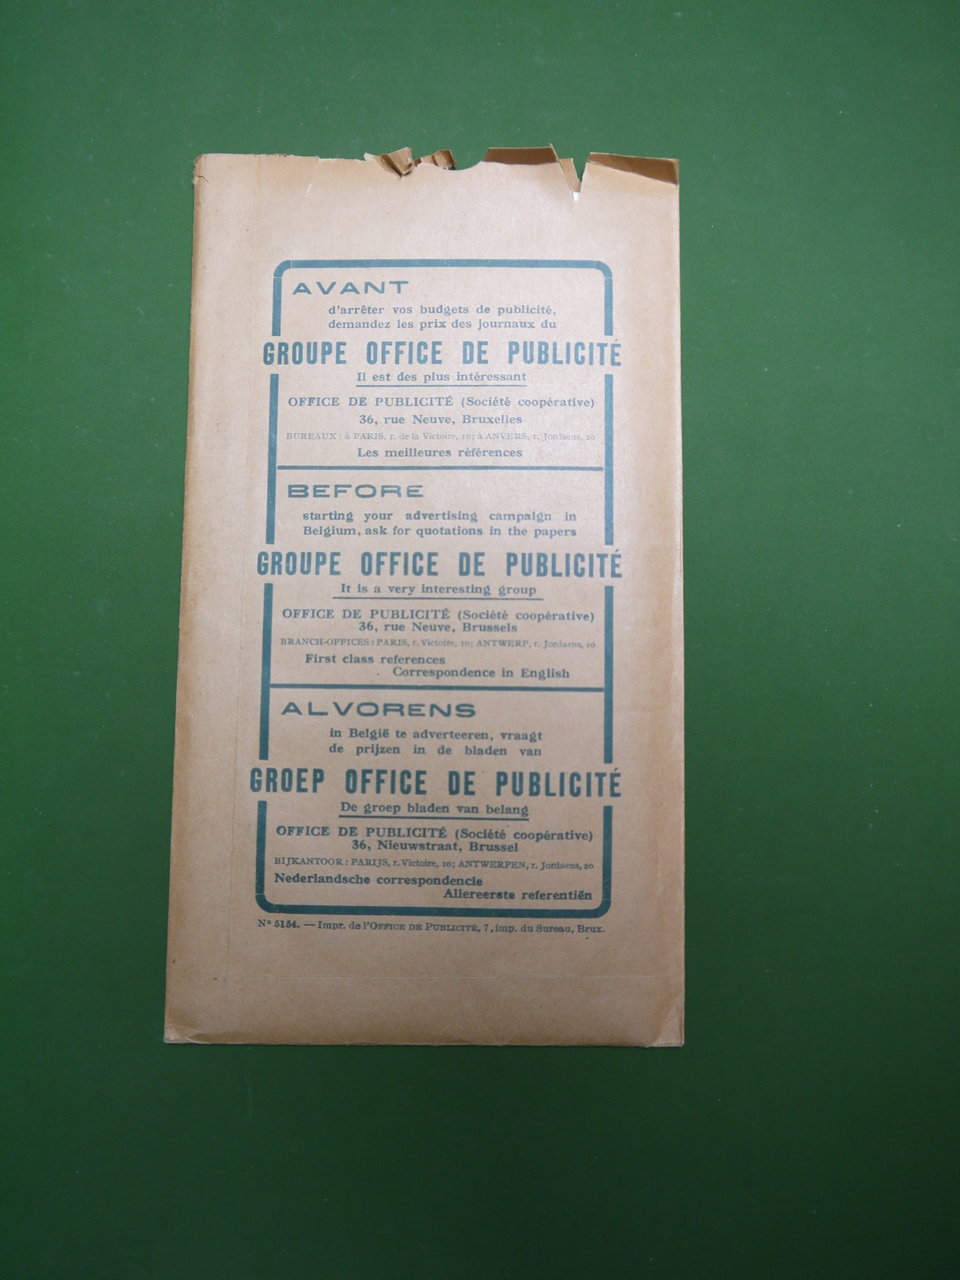 AVANT
d'arrêter vos budgets de publicité,
demandez les prix des journaux du
GROUPE OFFICE DE PUBLICITÉ
Il est des plus intéressant
OFFICE DE PUBLICITÉ (Société coopérative)
36, rue Neuve, Bruxelles
BUREAUX : à PARIS, r. de la Victoire, 10; à ANVERS, r. Jordaens, 20
Les meilleures références
BEFORE
starting your advertising campaign in
Belgium, ask for quotations in the papers
GROUPE OFFICE DE PUBLICITÉ
It is a very interesting group
OFFICE DE PUBLICITÉ (Société coopérative)
36, rue Neuve, Brussels
BRANCH-OFFICES : PARIS, r. Victoire, 10; ANTWERP, r. Jordaens, 20
First class references
Correspondence in English
ALVORENS
in België te adverteeren, vraagt
de prijzen in de bladen van
GROEP OFFICE DE PUBLICITÉ
De groep bladen van belang
OFFICE DE PUBLICITÉ (Société coopérative)
36, Nieuwstraat, Brussel
BIJKANTOOR : PARIJS, r. Victoire, 10; ANTWERPEN, r. Jordaens, 20
Nederlandsche correspondencie
Allereerste referentiën
Nº 5154. — Impr. de l'OFFICE DE PUBLICITÉ, 7, imp. du Sureau, Brux.